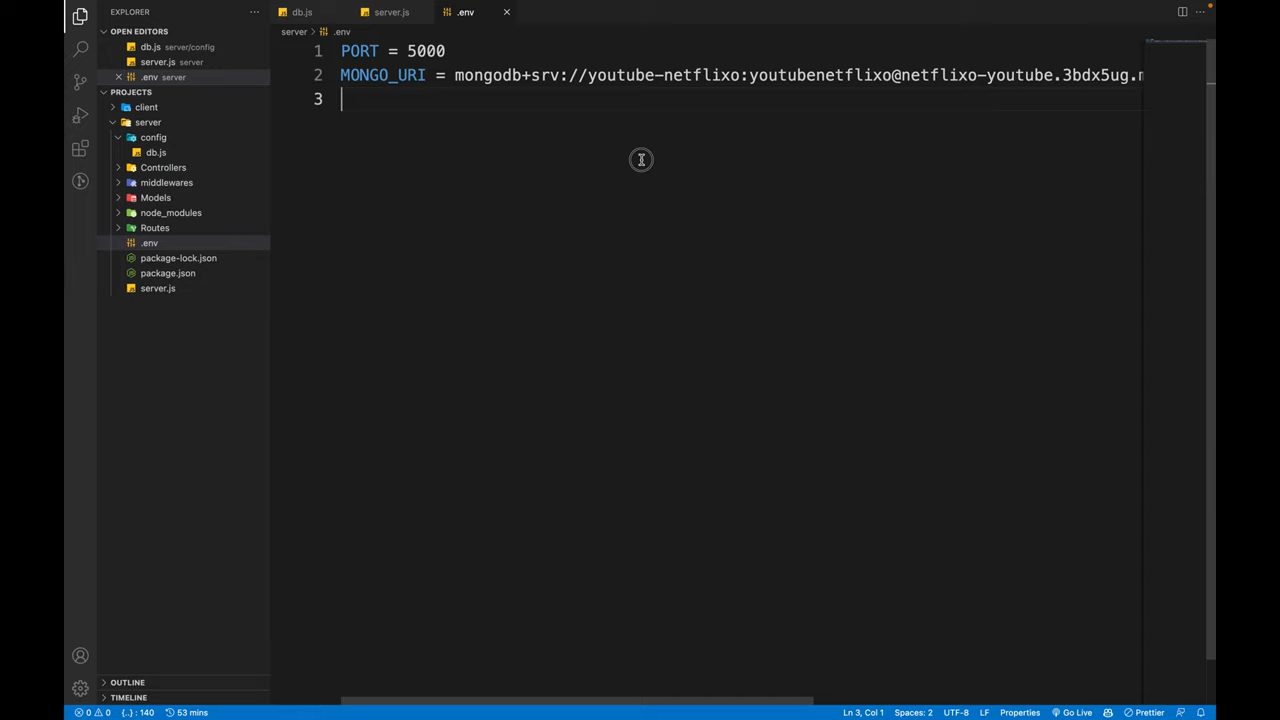 EXPLORER
db.js
server.js
.env
OPEN EDITORS
server
.env
db.js server/config
1 PORT = 5000
server.js server
2 MONGO_URI = mongodb+srv://youtube-netflixo:youtubenetflixo@netflixo-youtube.3bdx5ug.m
.env server
3
PROJECTS
client
server
config
db.js
Controllers
middlewares
Models
node_modules
Routes
.env
package-lock.json
package.json
server.js
OUTLINE
TIMELINE
0 0 {..} : 140 53 mins Ln 3, Col 1 Spaces: 2 UTF-8 LF Properties Go Live Prettier